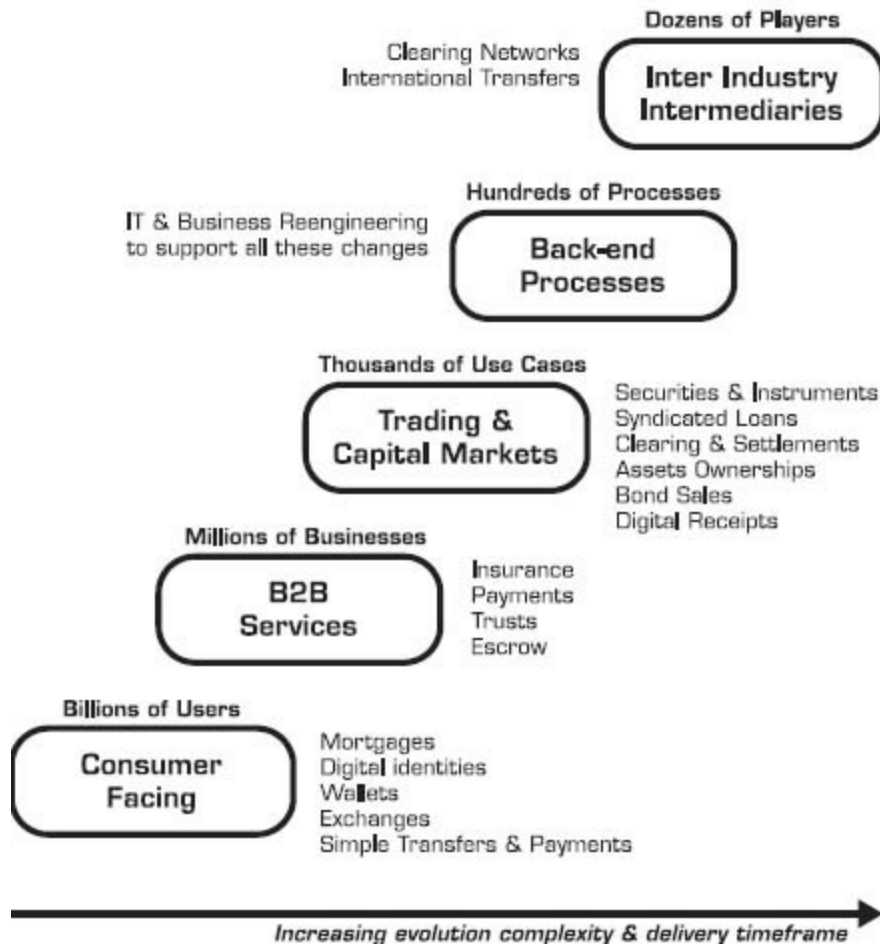 Dozens of Players
Clearing Networks
International Transfers
Inter Industry
Intermediaries
Hundreds of Processes
IT & Business Reengineering
to support all these changes
Back-end
Processes
Thousands of Use Cases
Trading &
Capital Markets
Securities & Instruments
Syndicated Loans
Clearing & Settlements
Assets Ownerships
Bond Sales
Digital Receipts
Millions of Businesses
B2B
Services
Insurance
Payments
Trusts
Escrow
Billions of Users
Consumer
Facing
Mortgages
Digital identities
Wallets
Exchanges
Simple Transfers & Payments
Increasing evolution complexity & delivery timeframe